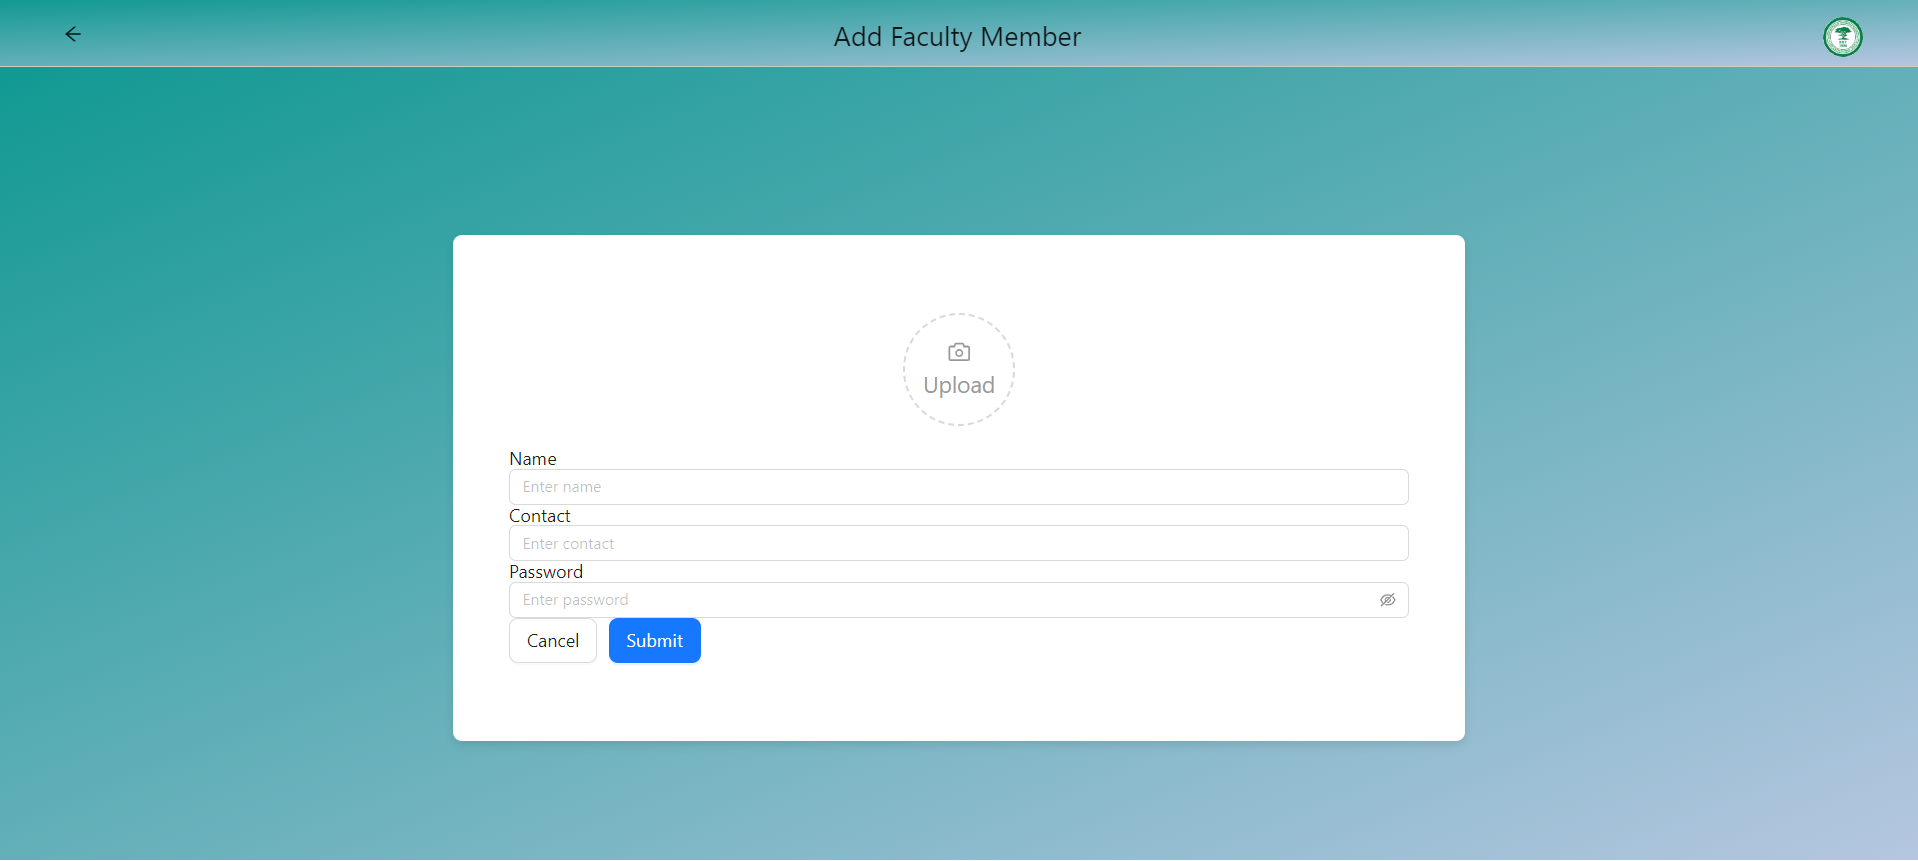 Add Faculty Member
Upload
Name
Enter name
Contact
Enter contact
Password
Enter password
Cancel
Submit